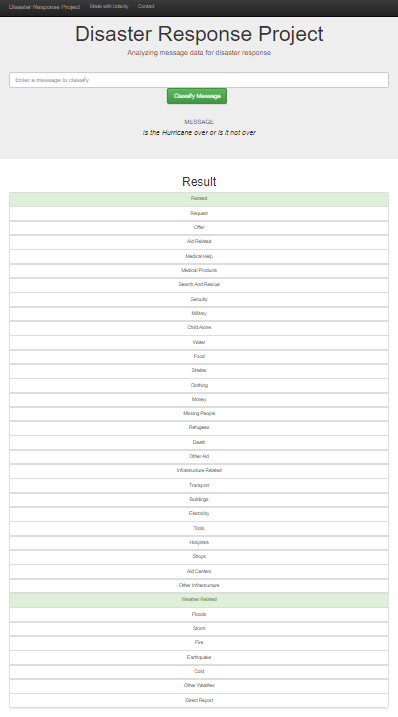 Disaster Response Project Made with Udacity Contact
Disaster Response Project
Analyzing message data for disaster response
Enter a message to classify
Classify Message
MESSAGE
Is the Hurricane over or is it not over
Result
Related
Request
Offer
Aid Related
Medical Help
Medical Products
Search And Rescue
Security
Military
Child Alone
Water
Food
Shelter
Clothing
Money
Missing People
Refugees
Death
Other Aid
Infrastructure Related
Transport
Buildings
Electricity
Tools
Hospitals
Shops
Aid Centers
Other Infrastructure
Weather Related
Floods
Storm
Fire
Earthquake
Cold
Other Weather
Direct Report